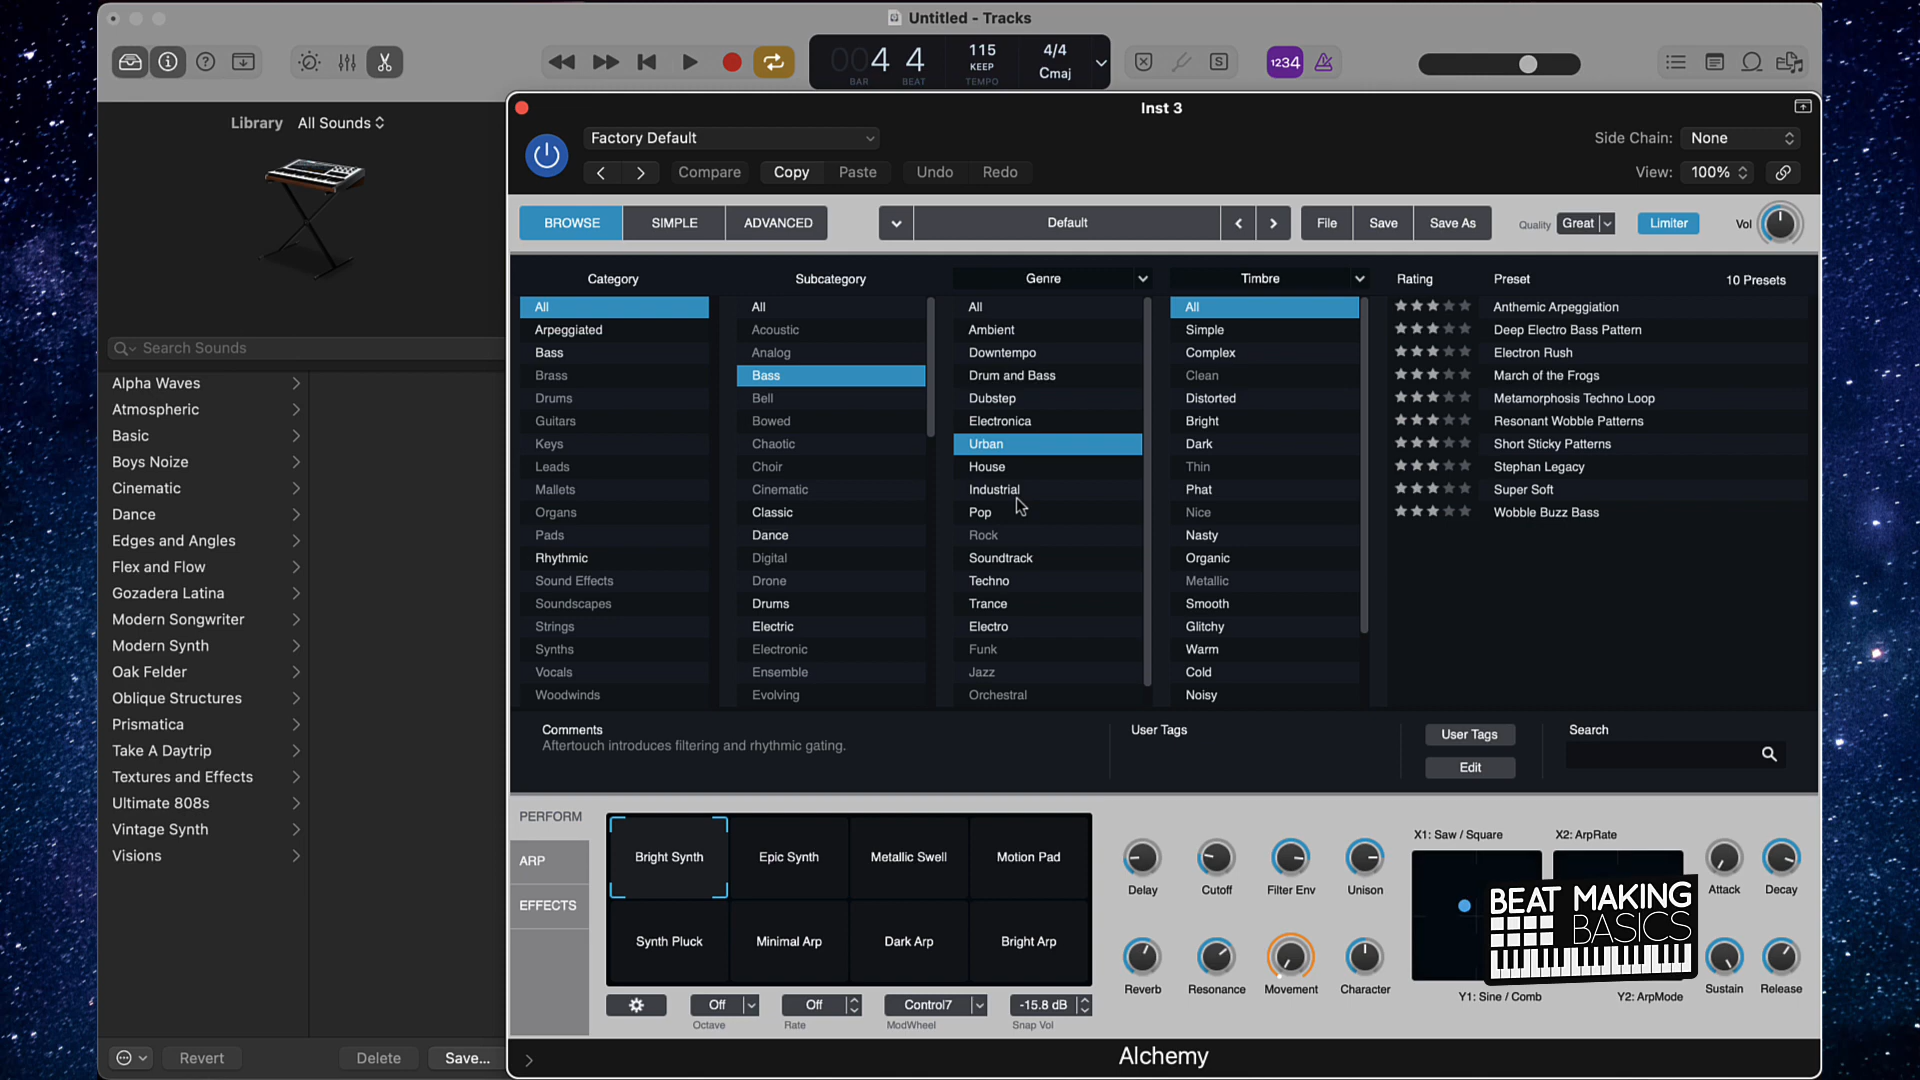 Untitled - Tracks
004 4
BAR BEAT
115
KEEP
TEMPO
4/4
Cmaj
1234
S
Library All Sounds
Search Sounds
Alpha Waves
Atmospheric
Basic
Boys Noize
Cinematic
Dance
Edges and Angles
Flex and Flow
Gozadera Latina
Modern Songwriter
Modern Synth
Oak Felder
Oblique Structures
Prismatica
Take A Daytrip
Textures and Effects
Ultimate 808s
Vintage Synth
Visions
Revert Delete Save...
Inst 3
Factory Default
Side Chain: None
Compare Copy Paste Undo Redo
View: 100%
BROWSE SIMPLE ADVANCED Default File Save Save As Quality Great Limiter Vol
Category
All
Arpeggiated
Bass
Brass
Drums
Guitars
Keys
Leads
Mallets
Organs
Pads
Rhythmic
Sound Effects
Soundscapes
Strings
Synths
Vocals
Woodwinds
Subcategory
All
Acoustic
Analog
Bass
Bell
Bowed
Chaotic
Choir
Cinematic
Classic
Dance
Digital
Drone
Drums
Electric
Electronic
Ensemble
Evolving
Genre
All
Ambient
Downtempo
Drum and Bass
Dubstep
Electronica
Urban
House
Industrial
Pop
Rock
Soundtrack
Techno
Trance
Electro
Funk
Jazz
Orchestral
Timbre
All
Simple
Complex
Clean
Distorted
Bright
Dark
Thin
Phat
Nice
Nasty
Organic
Metallic
Smooth
Glitchy
Warm
Cold
Noisy
Rating Preset 10 Presets
Anthemic Arpeggiation
Deep Electro Bass Pattern
Electron Rush
March of the Frogs
Metamorphosis Techno Loop
Resonant Wobble Patterns
Short Sticky Patterns
Stephan Legacy
Super Soft
Wobble Buzz Bass
Comments
Aftertouch introduces filtering and rhythmic gating.
User Tags
User Tags
Edit
Search
PERFORM
ARP
EFFECTS
Bright Synth Epic Synth Metallic Swell Motion Pad
Synth Pluck Minimal Arp Dark Arp Bright Arp
Off Off Control7 -15.8 dB
Octave Rate ModWheel Snap Vol
Delay Cutoff Filter Env Unison
Reverb Resonance Movement Character
X1: Saw / Square X2: ArpRate
Y1: Sine / Comb Y2: ArpMode
Attack Decay
Sustain Release
BEAT MAKING
BASICS
Alchemy